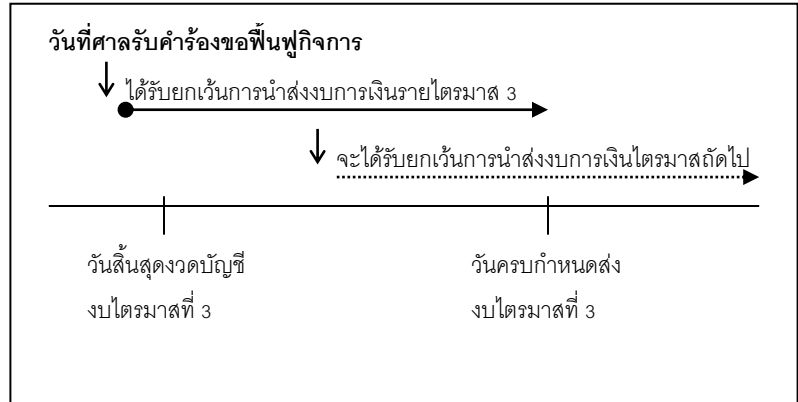 วันที่ศาลรับคำร้องขอฟื้นฟูกิจการ
ได้รับยกเว้นการนำส่งงบการเงินรายไตรมาส 3
จะได้รับยกเว้นการนำส่งงบการเงินไตรมาสถัดไป
วันสิ้นสุดงวดบัญชี
งบไตรมาสที่ 3
วันครบกำหนดส่ง
งบไตรมาสที่ 3